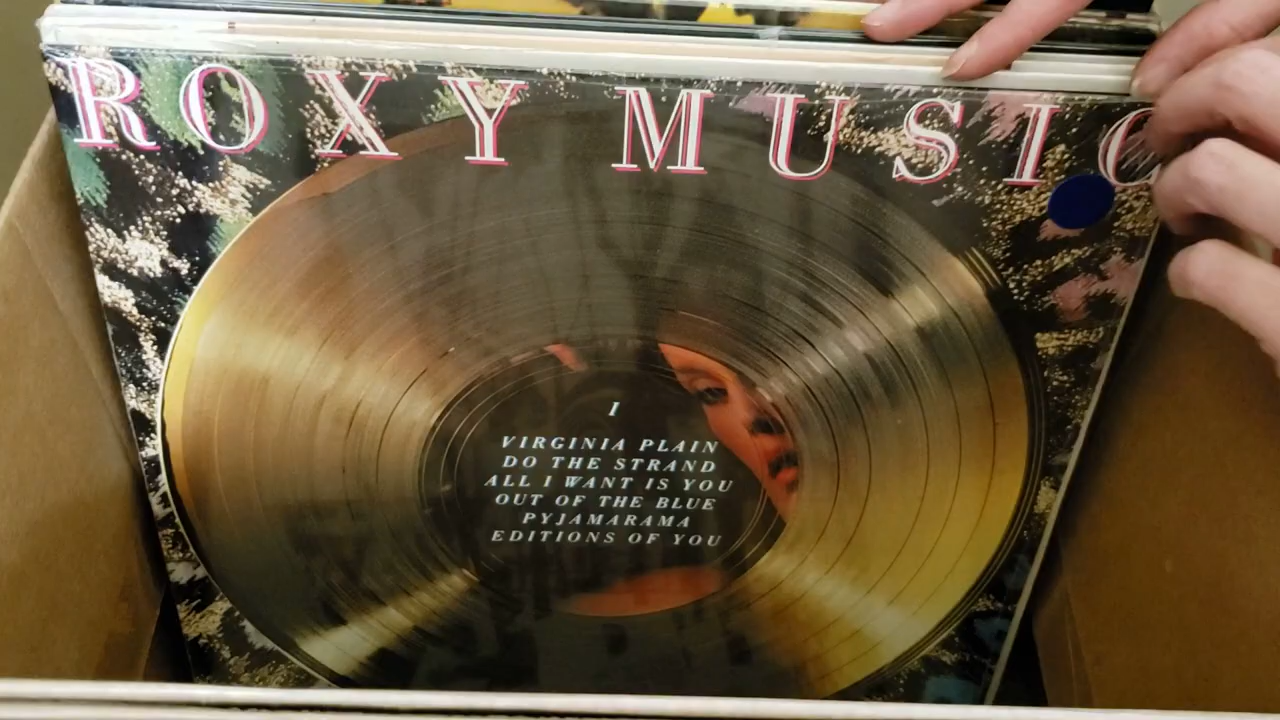 ROXY MUSIC
I
VIRGINIA PLAIN
DO THE STRAND
ALL I WANT IS YOU
OUT OF THE BLUE
PYJAMARAMA
EDITIONS OF YOU